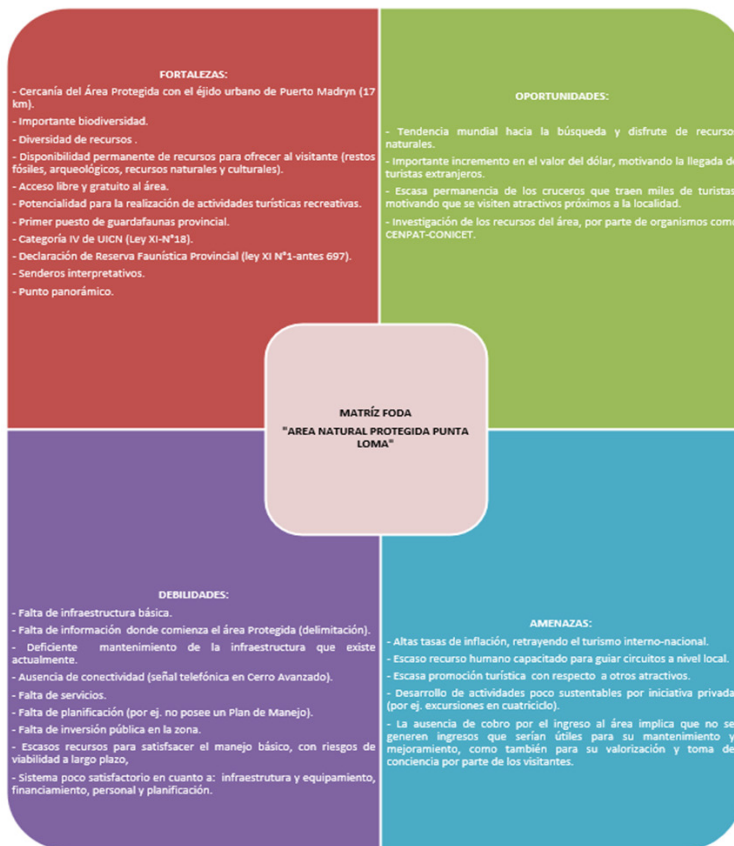 FORTALEZAS:
- Cercanía del Área Protegida con el éjido urbano de Puerto Madryn (17
km).
- Importante biodiversidad.
- Diversidad de recursos .
- Disponibilidad permanente de recursos para ofrecer al visitante (restos
fósiles, arqueológicos, recursos naturales y culturales).
- Acceso libre y gratuito al área.
- Potencialidad para la realización de actividades turísticas recreativas.
- Primer puesto de guardafaunas provincial.
- Categoría IV de UICN (Ley XI-N°18).
- Declaración de Reserva Faunística Provincial (ley XI N°1-antes 697).
- Senderos interpretativos.
- Punto panorámico.
OPORTUNIDADES:
- Tendencia mundial hacia la búsqueda y disfrute de recursos
naturales.
- Importante incremento en el valor del dólar, motivando la llegada de
turistas extranjeros.
- Escasa permanencia de los cruceros que traen miles de turistas,
motivando que se visiten atractivos próximos a la localidad.
- Investigación de los recursos del área, por parte de organismos como
CENPAT-CONICET.
MATRÍZ FODA
"AREA NATURAL PROTEGIDA PUNTA
LOMA"
DEBILIDADES:
- Falta de infraestructura básica.
- Falta de información donde comienza el área Protegida (delimitación).
- Deficiente mantenimiento de la infraestructura que existe
actualmente.
- Ausencia de conectividad (señal telefónica en Cerro Avanzado).
- Falta de servicios.
- Falta de planificación (por ej. no posee un Plan de Manejo).
- Falta de inversión pública en la zona.
- Escasos recursos para satisfacer el manejo básico, con riesgos de
viabilidad a largo plazo,
- Sistema poco satisfactorio en cuanto a: infraestrutura y equipamiento,
financiamiento, personal y planificación.
AMENAZAS:
- Altas tasas de inflación, retrayendo el turismo interno-nacional.
- Escaso recurso humano capacitado para guiar circuitos a nivel local.
- Escasa promoción turística con respecto a otros atractivos.
- Desarrollo de actividades poco sustentables por iniciativa privada
(por ej. excursiones en cuatriciclo).
- La ausencia de cobro por el ingreso al área implica que no se
generen ingresos que serían útiles para su mantenimiento y
mejoramiento, como también para su valorización y toma de
conciencia por parte de los visitantes.